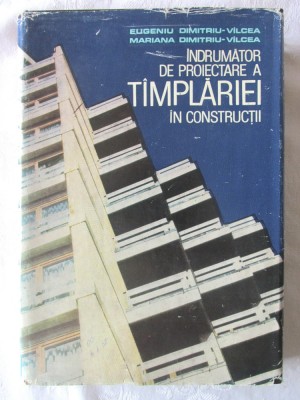 EUGENIU DIMITRIU-VÎLCEA
MARIANA DIMITRIU-VÎLCEA
ÎNDRUMĂTOR
DE PROIECTARE A
TÎMPLĂRIEI
ÎN CONSTRUCȚII